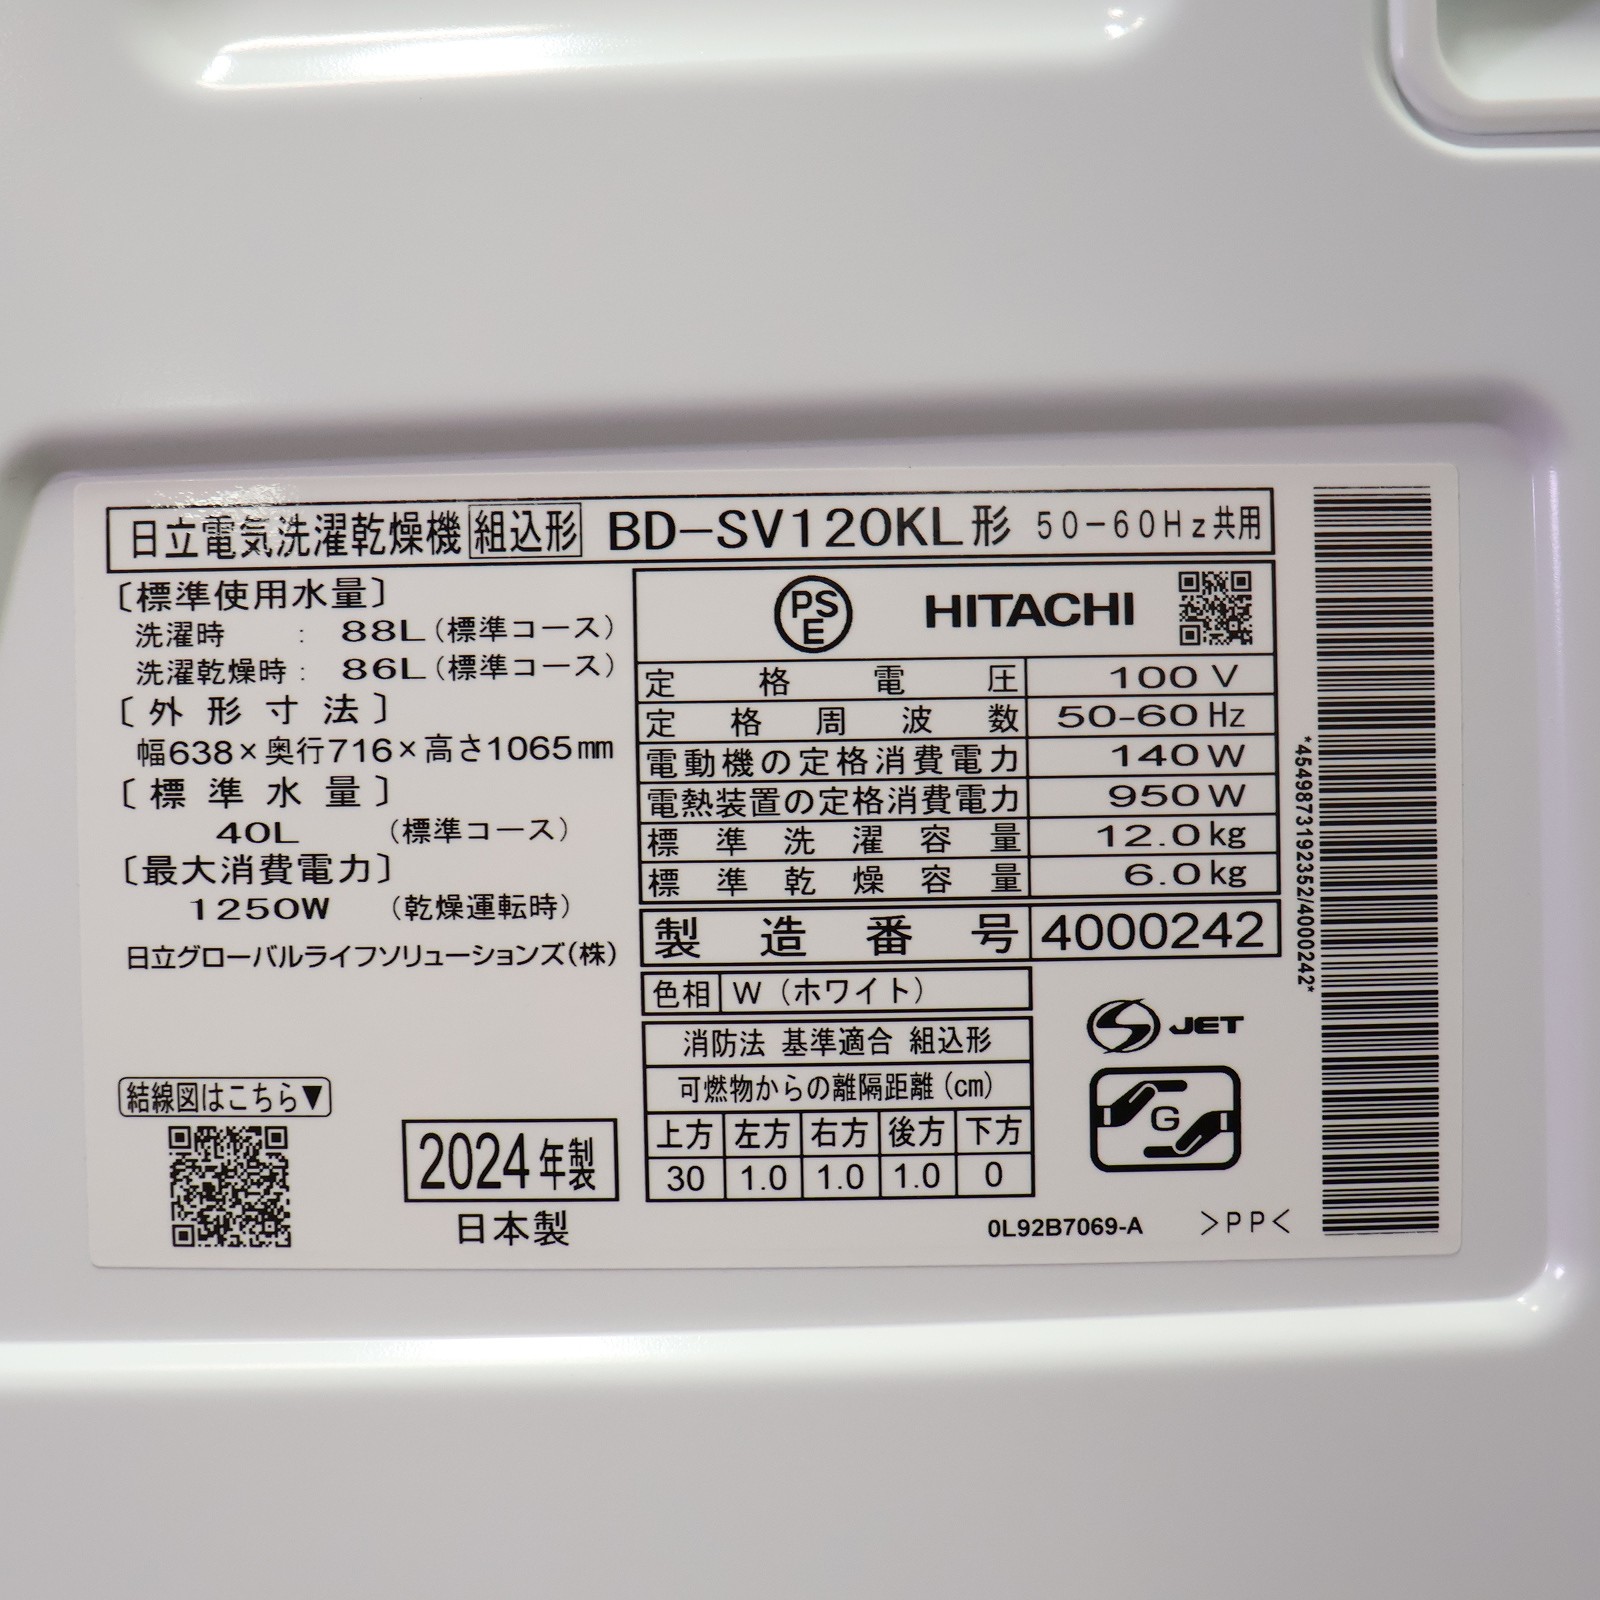 日立電気洗濯乾燥機 組込形 BD-SV120KL形 50-60Hz共用
〔標準使用水量〕
洗濯時 : 88L(標準コース)
洗濯乾燥時: 86L(標準コース)
〔外形寸法〕
幅638×奥行716×高さ1065mm
〔標準水量〕
40L (標準コース)
〔最大消費電力〕
1250W (乾燥運転時)
日立グローバルライフソリューションズ(株)
結線図はこちら▼
2024年製
日本製
PS
E
HITACHI
定格電圧 100V
定格周波数 50-60Hz
電動機の定格消費電力 140W
電熱装置の定格消費電力 950W
標準洗濯容量 12.0kg
標準乾燥容量 6.0kg
製造番号 4000242
色相 W(ホワイト)
消防法 基準適合 組込形
可燃物からの離隔距離(cm)
上方 左方 右方 後方 下方
30 1.0 1.0 1.0 0
S JET
G
0L92B7069-A >PP<
*4549873192352/4000242*